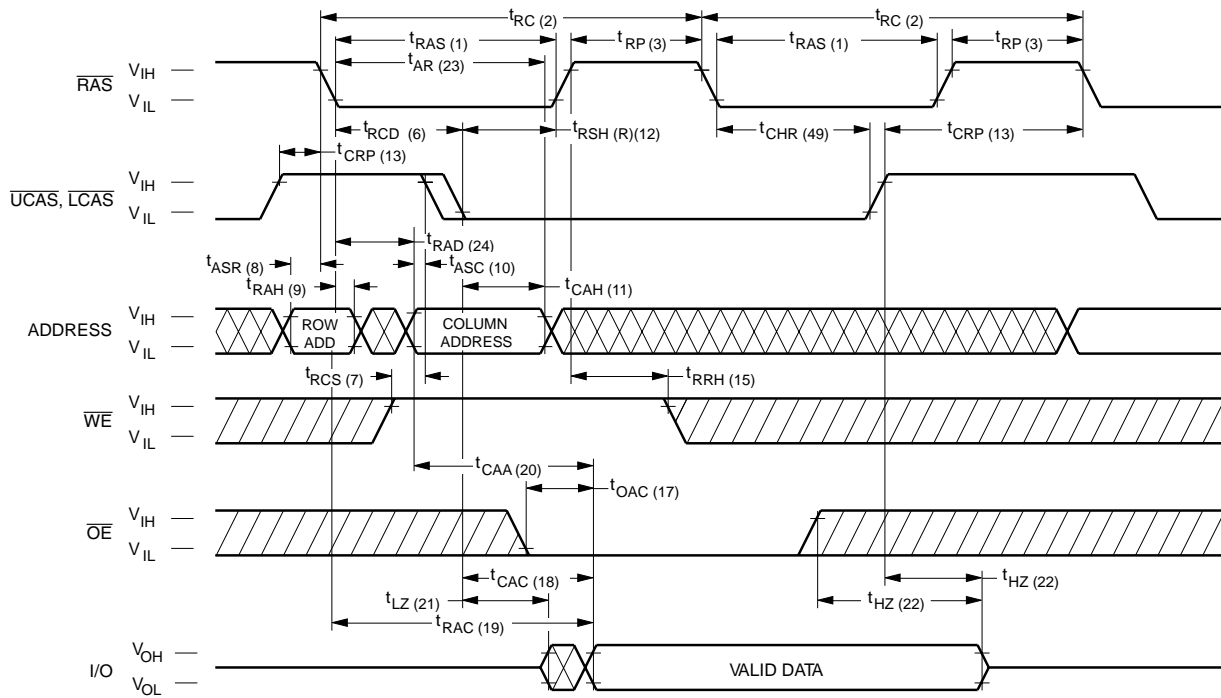 tRC (2) tRC (2)
tRAS (1) tRP (3) tRAS (1) tRP (3)
tAR (23)
RAS VIH VIL
tRCD (6) tRSH (R)(12) tCHR (49) tCRP (13)
tCRP (13)
UCAS, LCAS VIH VIL
tRAD (24)
tASR (8) tASC (10)
tRAH (9) tCAH (11)
ADDRESS VIH VIL
ROW ADD
COLUMN ADDRESS
tRCS (7) tRRH (15)
WE VIH VIL
tCAA (20)
tOAC (17)
OE VIH VIL
tCAC (18) tHZ (22)
tLZ (21) tHZ (22)
tRAC (19)
I/O VOH VOL
VALID DATA